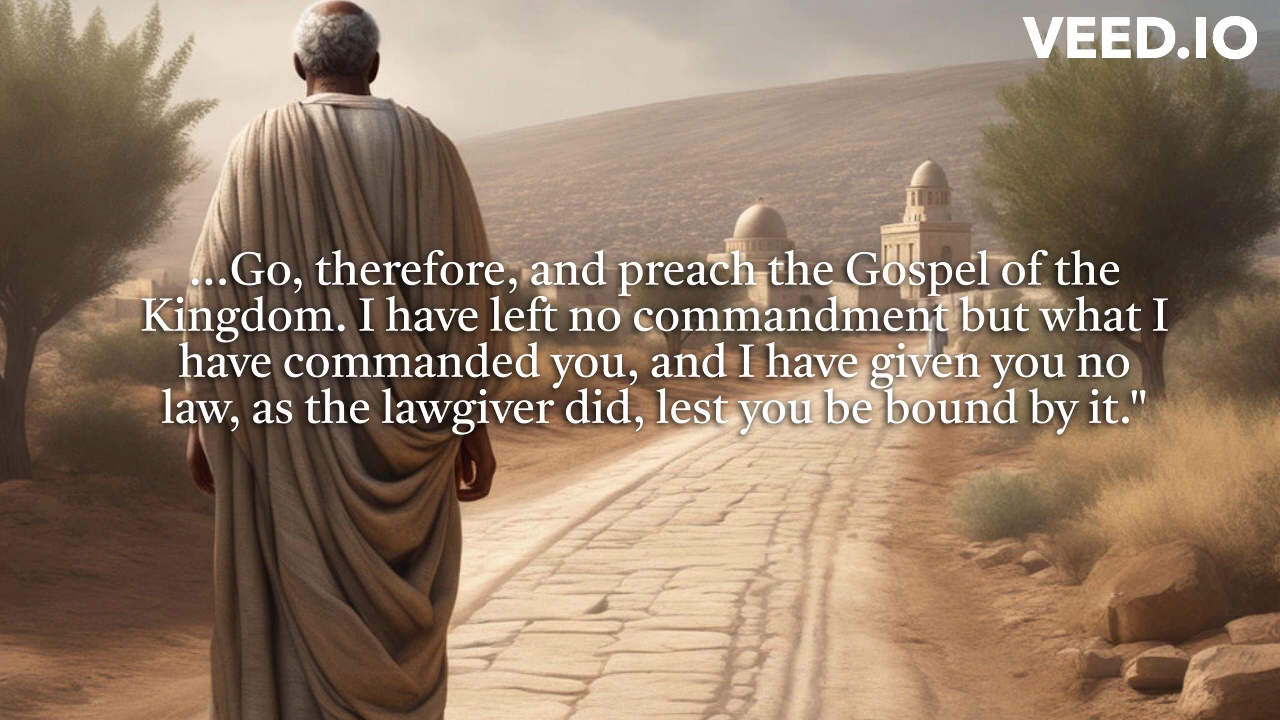 VEED.IO
...Go, therefore, and preach the Gospel of the
Kingdom. I have left no commandment but what I
have commanded you, and I have given you no
law, as the lawgiver did, lest you be bound by it."